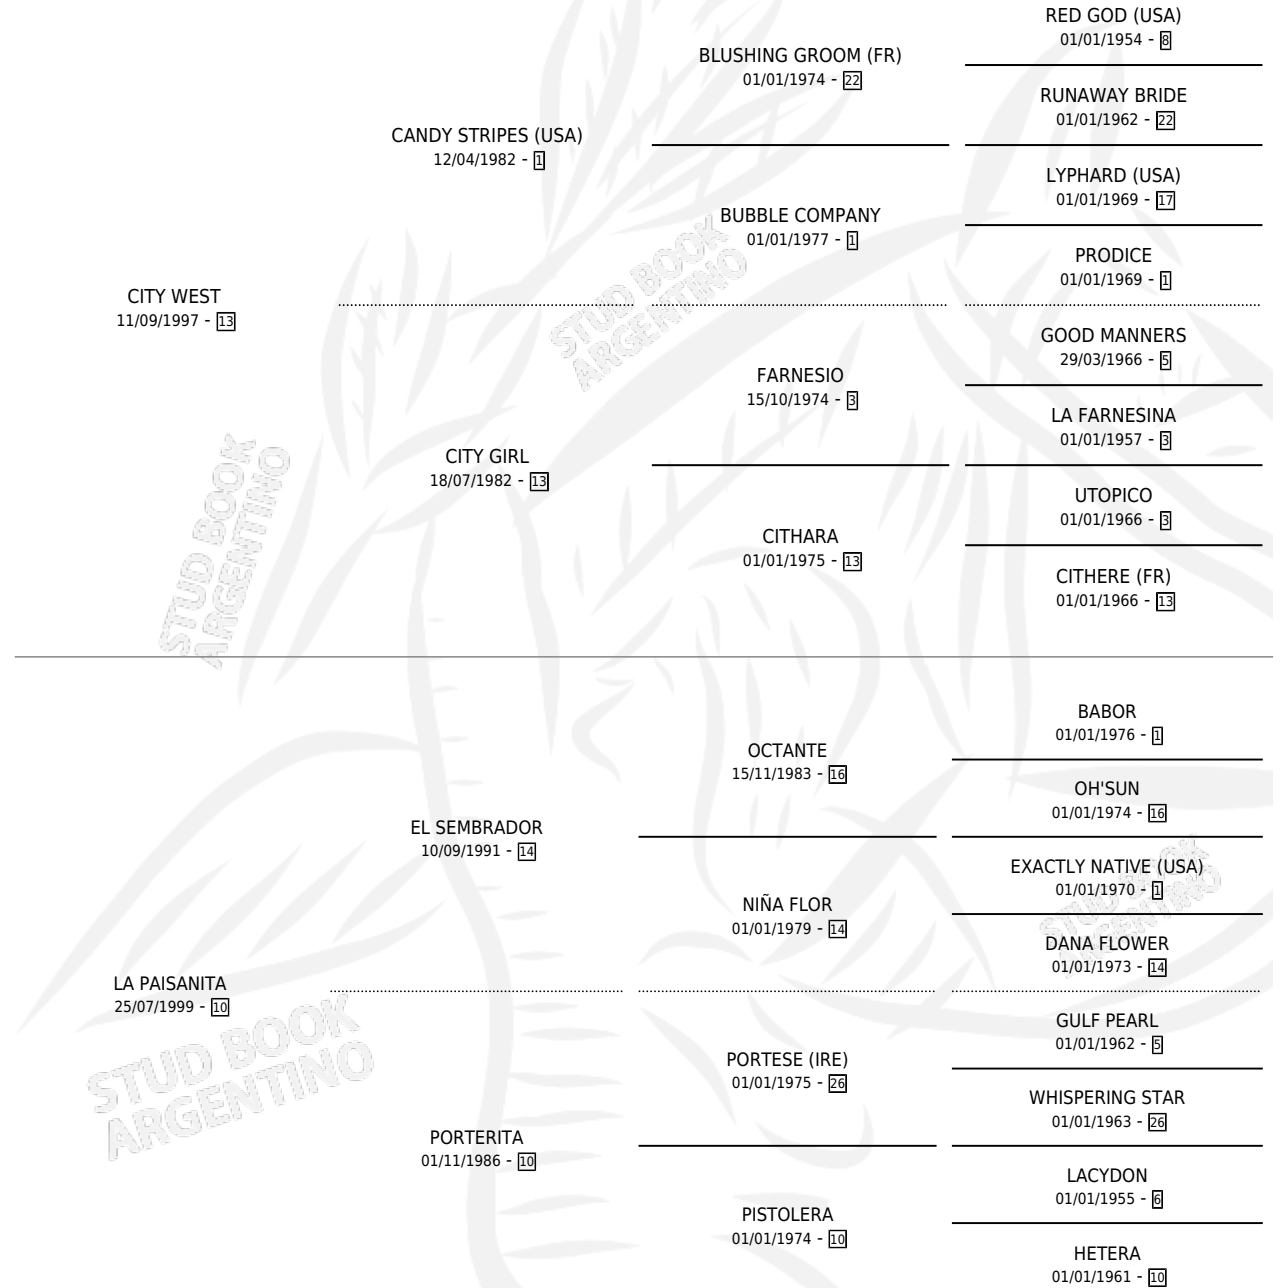 RED GOD (USA)
01/01/1954 - 8
BLUSHING GROOM (FR)
01/01/1974 - 22
RUNAWAY BRIDE
01/01/1962 - 22
CANDY STRIPES (USA)
12/04/1982 - 1
LYPHARD (USA)
01/01/1969 - 17
BUBBLE COMPANY
01/01/1977 - 1
PRODICE
01/01/1969 - 1
CITY WEST
11/09/1997 - 13
GOOD MANNERS
29/03/1966 - 5
FARNESIO
15/10/1974 - 3
LA FARNESINA
01/01/1957 - 3
CITY GIRL
18/07/1982 - 13
UTOPICO
01/01/1966 - 3
CITHARA
01/01/1975 - 13
CITHERE (FR)
01/01/1966 - 13
BABOR
01/01/1976 - 1
OCTANTE
15/11/1983 - 16
OH'SUN
01/01/1974 - 16
EL SEMBRADOR
10/09/1991 - 14
EXACTLY NATIVE (USA)
01/01/1970 - 1
NIÑA FLOR
01/01/1979 - 14
DANA FLOWER
01/01/1973 - 14
LA PAISANITA
25/07/1999 - 10
GULF PEARL
01/01/1962 - 5
PORTESE (IRE)
01/01/1975 - 26
WHISPERING STAR
01/01/1963 - 26
PORTERITA
01/11/1986 - 10
LACYDON
01/01/1955 - 6
PISTOLERA
01/01/1974 - 10
HETERA
01/01/1961 - 10
STUD BOOK
ARGENTINO
STUD BOOK
ARGENTINO
STUD BOOK
ARGENTINO
STUD BOOK
ARGENTINO